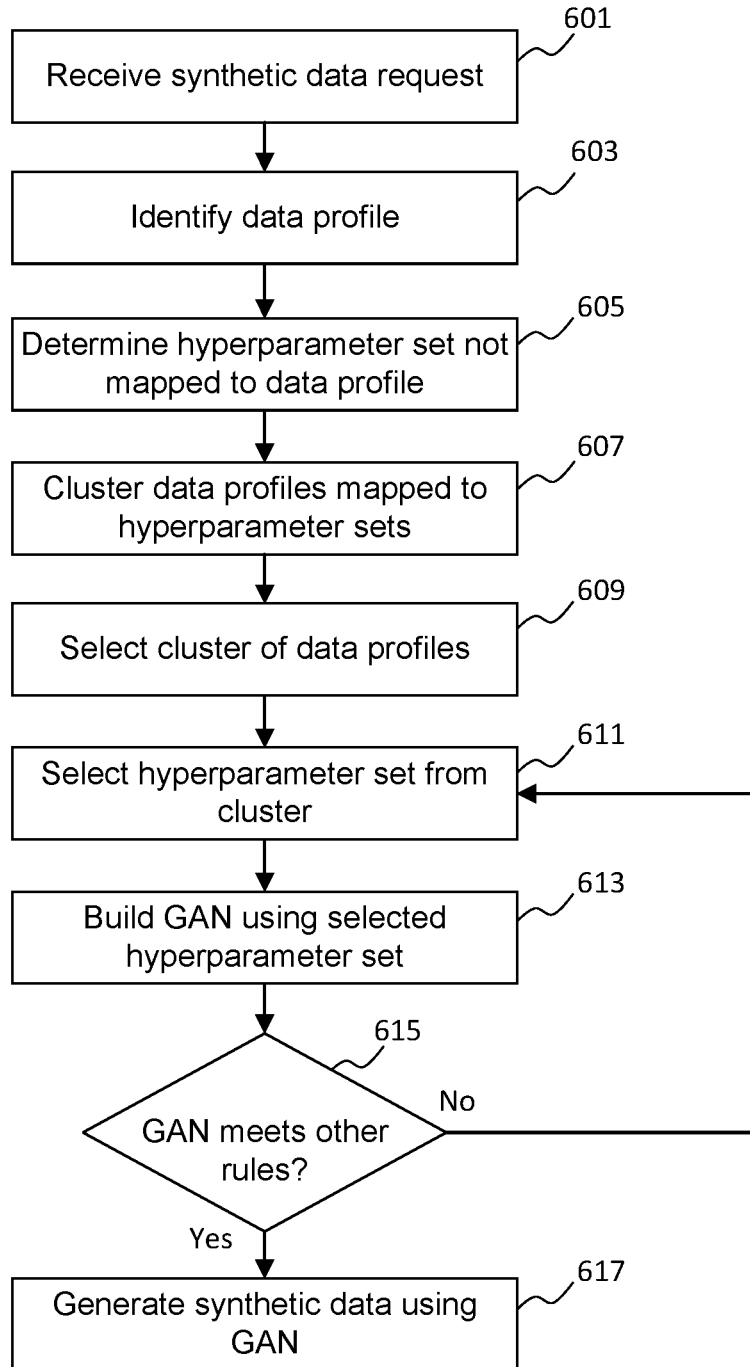 601
Receive synthetic data request
603
Identify data profile
605
Determine hyperparameter set not
mapped to data profile
607
Cluster data profiles mapped to
hyperparameter sets
609
Select cluster of data profiles
611
Select hyperparameter set from
cluster
613
Build GAN using selected
hyperparameter set
615
GAN meets other
rules?
No
Yes
617
Generate synthetic data using
GAN